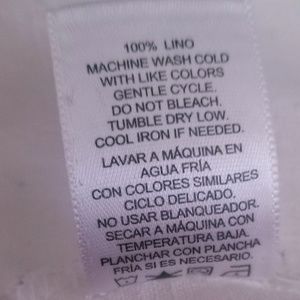 100% LINO
MACHINE WASH COLD
WITH LIKE COLORS
GENTLE CYCLE.
DO NOT BLEACH.
TUMBLE DRY LOW.
COOL IRON IF NEEDED.
LAVAR A MÁQUINA EN
AGUA FRÍA
CON COLORES SIMILARES
CICLO DELICADO.
NO USAR BLANQUEADOR.
SECAR A MÁQUINA CON
TEMPERATURA BAJA.
PLANCHAR CON PLANCHA
FRÍA SI ES NECESARIO.